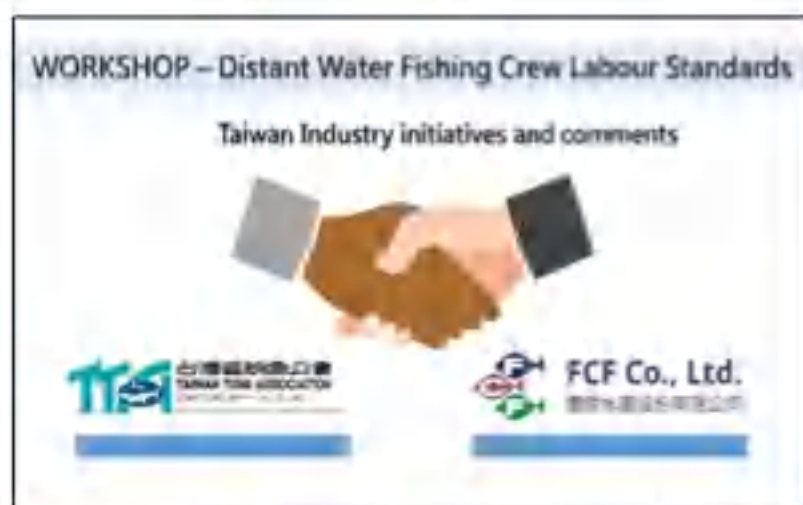 WORKSHOP – Distant Water Fishing Crew Labour Standards
Taiwan Industry initiatives and comments
TAIWAN TUNA ASSOCIATION
FCF Co., Ltd.